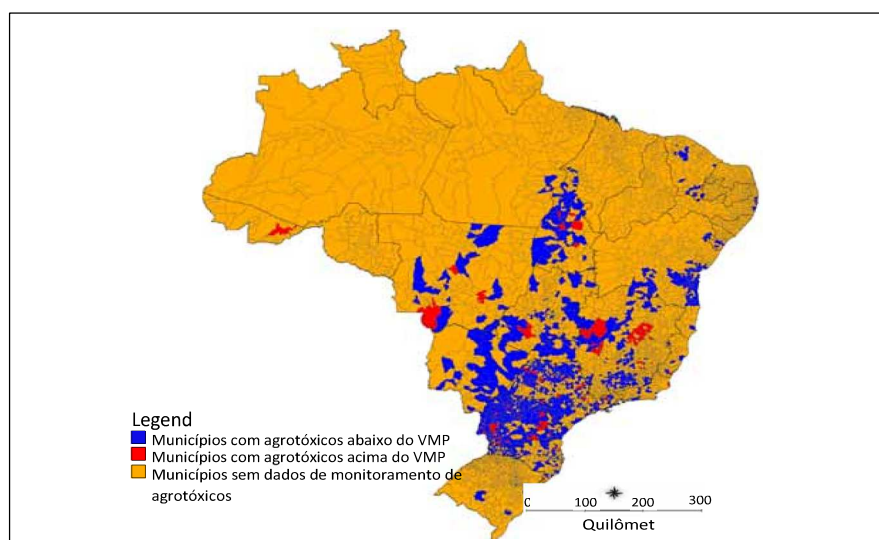 Legend
Municípios com agrotóxicos abaixo do VMP
Municípios com agrotóxicos acima do VMP
Municípios sem dados de monitoramento de
agrotóxicos
0 100 200 300
Quilômet